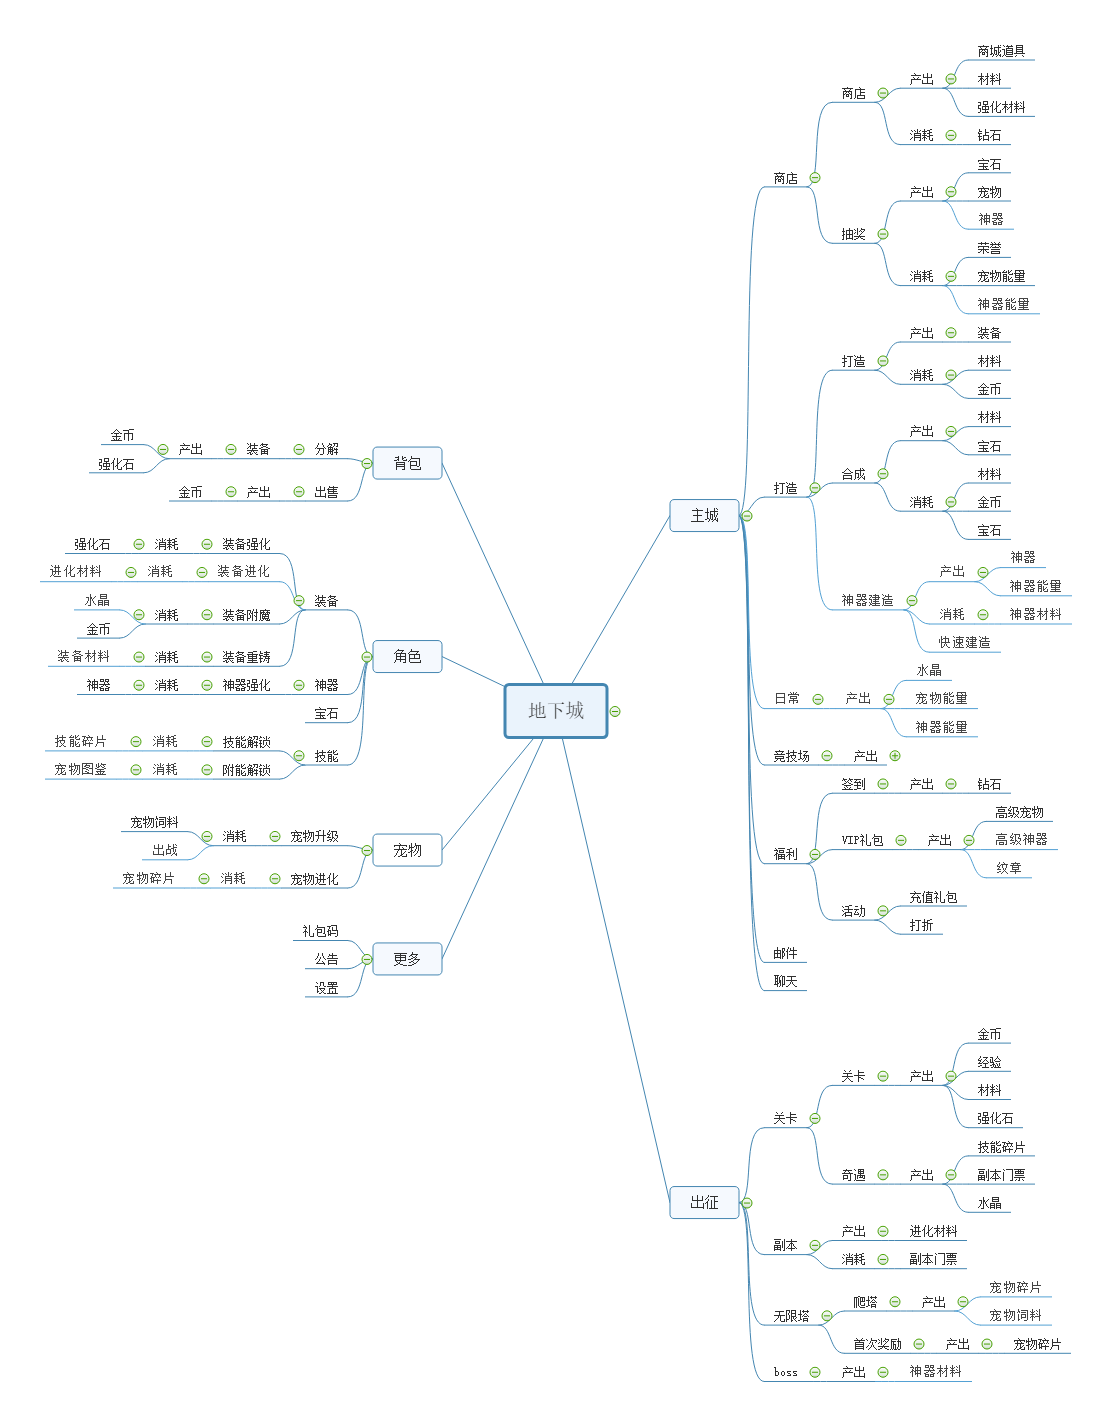 地下城
主城
商店
商店
产出
商城道具
材料
强化材料
消耗
钻石
抽奖
产出
宝石
宠物
神器
消耗
荣誉
宠物能量
神器能量
打造
打造
产出
装备
消耗
材料
金币
合成
产出
材料
宝石
消耗
材料
金币
宝石
神器建造
产出
神器
神器能量
消耗
神器材料
快速建造
日常
产出
水晶
宠物能量
神器能量
竟技场
产出
福利
签到
产出
钻石
VIP礼包
产出
高级宠物
高级神器
纹章
活动
充值礼包
打折
邮件
聊天
出征
关卡
关卡
产出
金币
经验
材料
强化石
奇遇
产出
技能碎片
副本门票
水晶
副本
产出
进化材料
消耗
副本门票
无限塔
爬塔
产出
宠物碎片
宠物饲料
首次奖励
产出
宠物碎片
boss
产出
神器材料
背包
分解
装备
产出
金币
强化石
出售
产出
金币
角色
装备
装备强化
消耗
强化石
装备进化
消耗
进化材料
装备附魔
消耗
水晶
金币
装备重铸
消耗
装备材料
神器
神器强化
消耗
神器
宝石
技能
技能解锁
消耗
技能碎片
附能解锁
消耗
宠物图鉴
宠物
宠物升级
消耗
宠物饲料
出战
宠物进化
消耗
宠物碎片
更多
礼包码
公告
设置